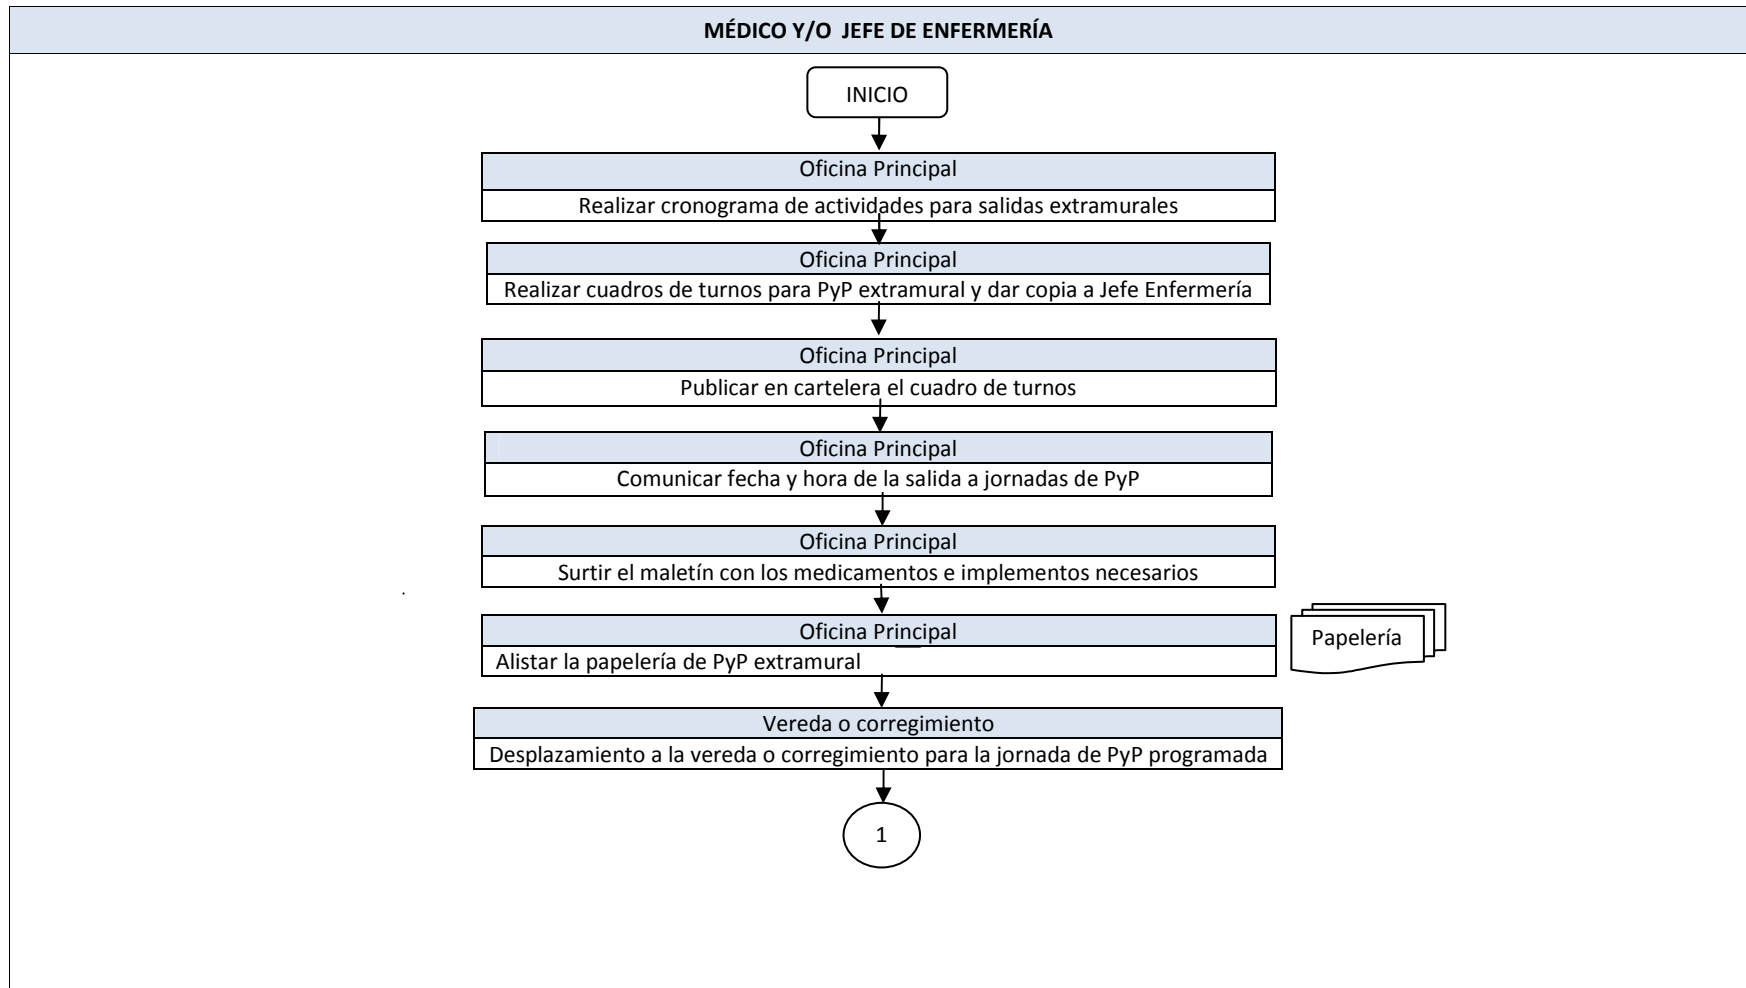 MÉDICO Y/O JEFE DE ENFERMERÍA
INICIO
Oficina Principal
Realizar cronograma de actividades para salidas extramurales
Oficina Principal
Realizar cuadros de turnos para PyP extramural y dar copia a Jefe Enfermería
Oficina Principal
Publicar en cartelera el cuadro de turnos
Oficina Principal
Comunicar fecha y hora de la salida a jornadas de PyP
Oficina Principal
Surtir el maletín con los medicamentos e implementos necesarios
Oficina Principal
Alistar la papelería de PyP extramural
Papelería
Vereda o corregimiento
Desplazamiento a la vereda o corregimiento para la jornada de PyP programada
1